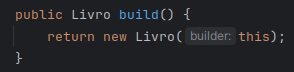 public Livro build() {
return new Livro( builder: this);
}